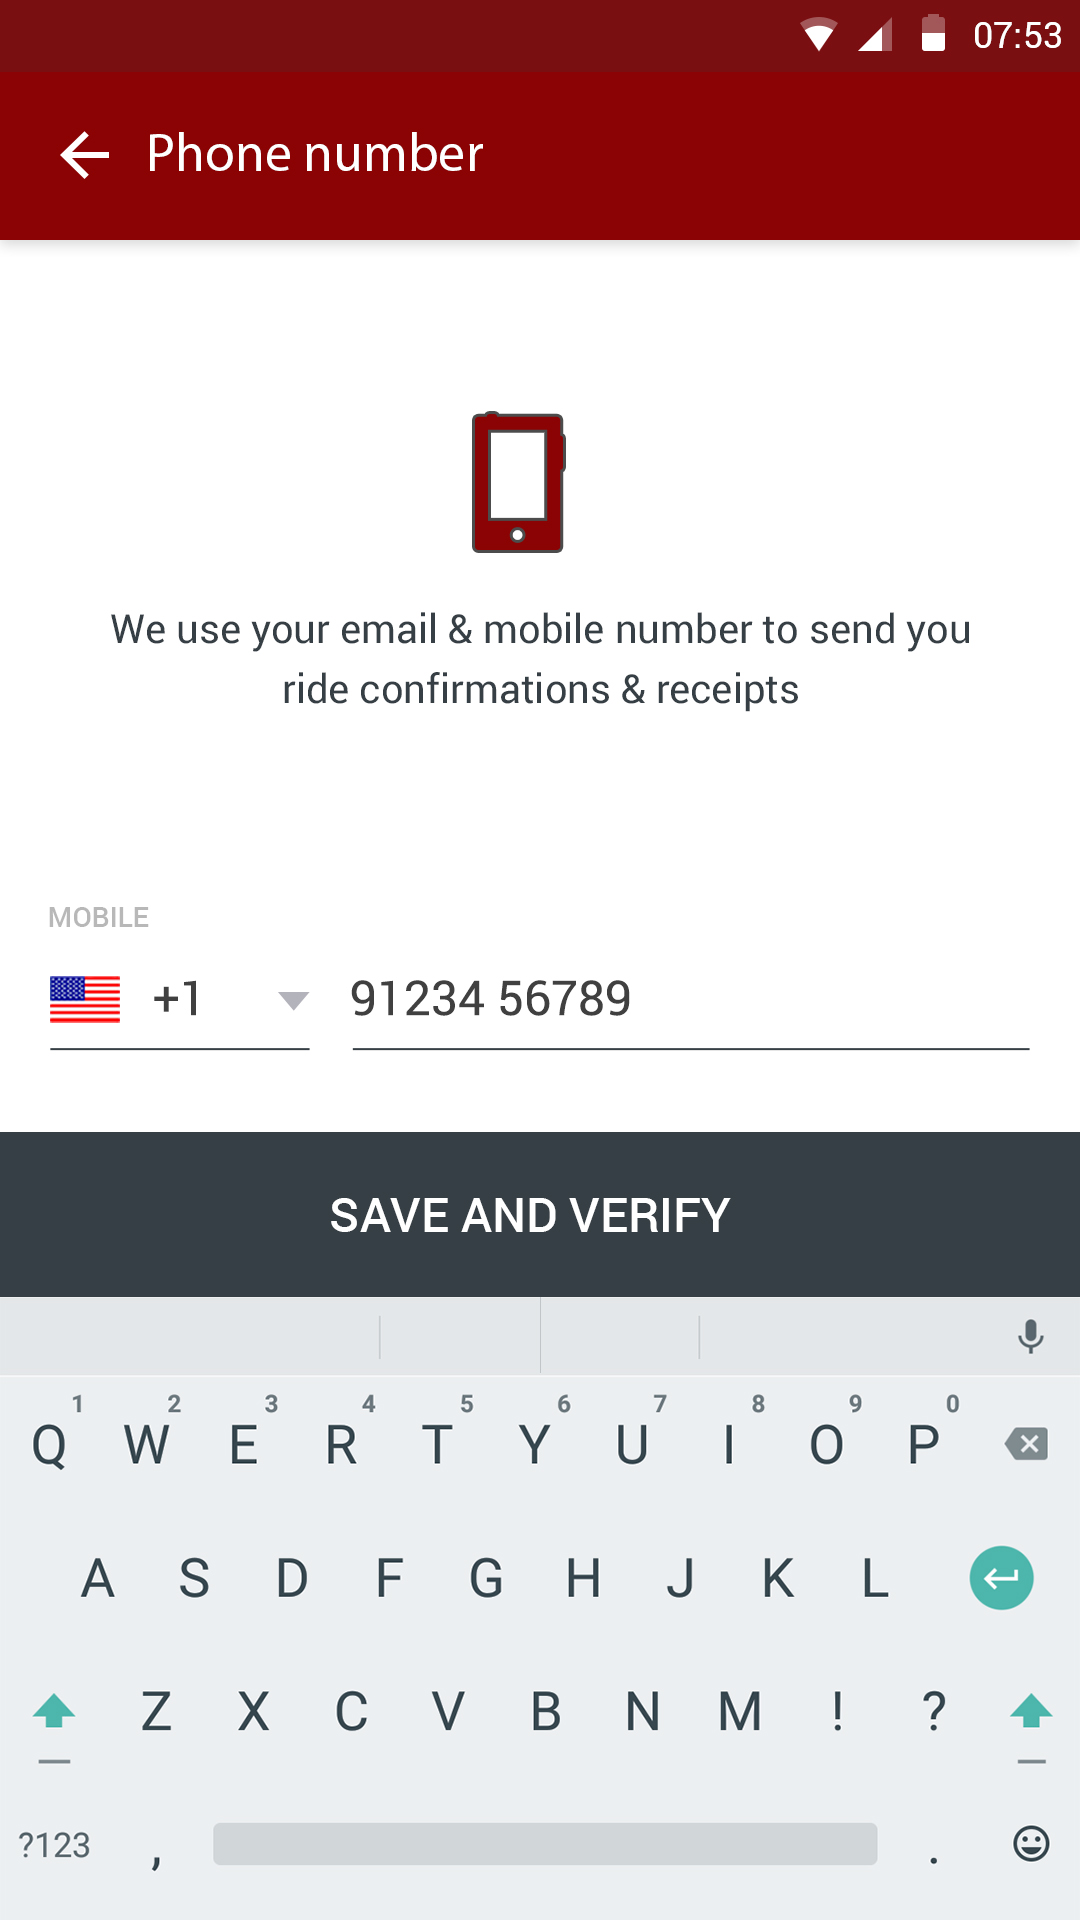 07:53
Phone number
We use your email & mobile number to send you
ride confirmations & receipts
MOBILE
+1 91234 56789
SAVE AND VERIFY
1 2 3 4 5 6 7 8 9 0
Q W E R T Y U I O P
A S D F G H J K L
Z X C V B N M ! ?
?123 , .